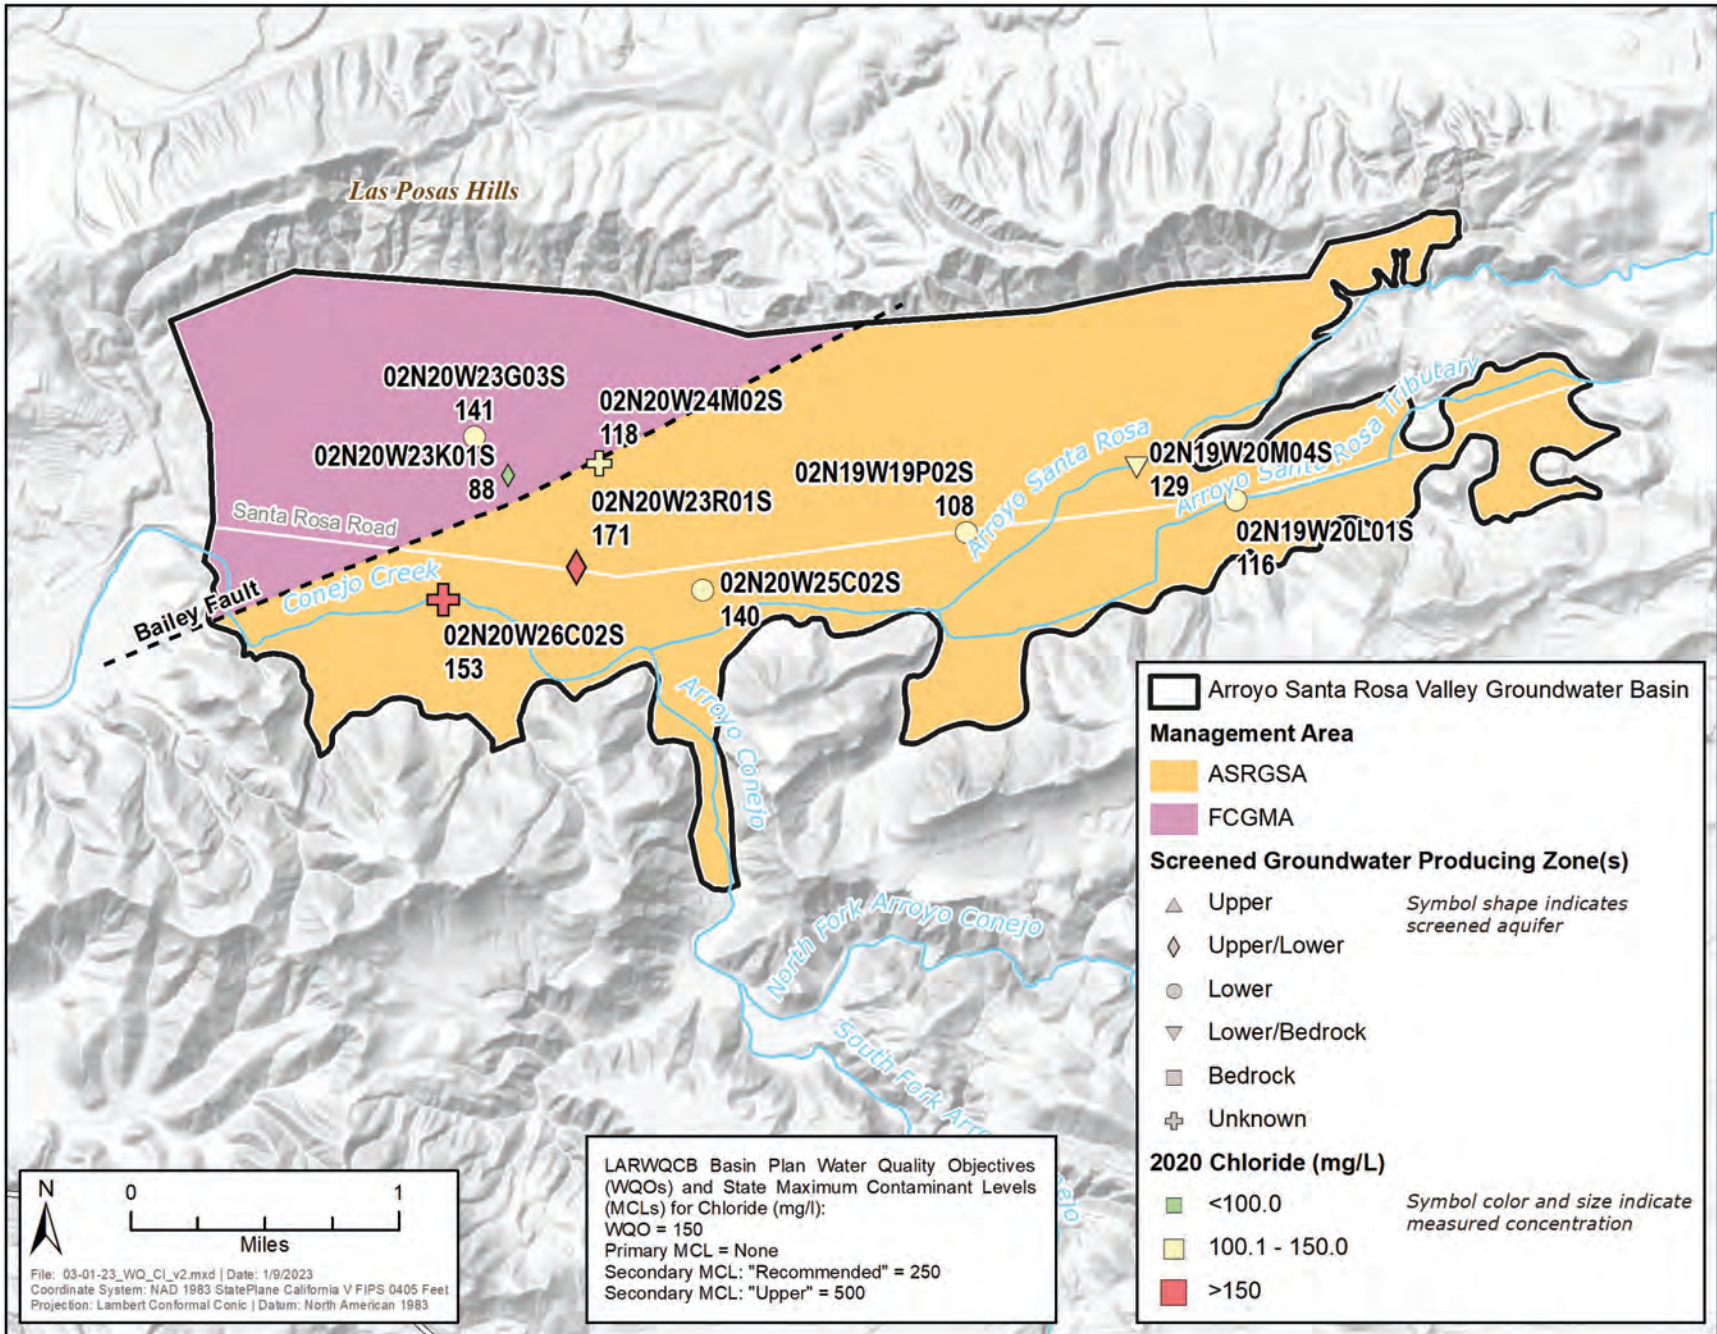 Las Posas Hills
02N20W23G03S
141
02N20W24M02S
118
02N20W23K01S
88
02N20W23R01S
171
02N19W19P02S
108
Arroyo Santa Rosa
02N19W20M04S
129
Arroyo Santa Rosa Tributary
02N19W20L01S
116
Santa Rosa Road
Conejo Creek
Bailey Fault
02N20W25C02S
140
02N20W26C02S
153
Arroyo Conejo
North Fork Arroyo Conejo
South Fork Arro
nejo
Arroyo Santa Rosa Valley Groundwater Basin
Management Area
ASRGSA
FCGMA
Screened Groundwater Producing Zone(s)
Upper
Symbol shape indicates
screened aquifer
Upper/Lower
Lower
Lower/Bedrock
Bedrock
Unknown
2020 Chloride (mg/L)
<100.0
Symbol color and size indicate
measured concentration
100.1 - 150.0
>150
LARWQCB Basin Plan Water Quality Objectives
(WQOs) and State Maximum Contaminant Levels
(MCLs) for Chloride (mg/l):
WQO = 150
Primary MCL = None
Secondary MCL: "Recommended" = 250
Secondary MCL: "Upper" = 500
N
0 1
Miles
File: 03-01-23_WQ_Cl_v2.mxd | Date: 1/9/2023
Coordinate System: NAD 1983 StatePlane California V FIPS 0405 Feet
Projection: Lambert Conformal Conic | Datum: North American 1983